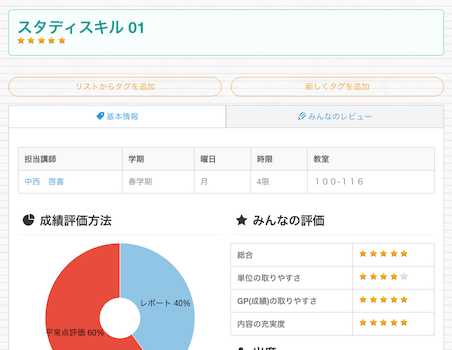 スタディスキル 01
リストからタグを追加 新しくタグを追加
基本情報 みんなのレビュー
担当講師 学期 曜日 時限 教室
中西 啓喜 春学期 月 4限 １００-１１６
成績評価方法 みんなの評価
総合
単位の取りやすさ
GP(成績)の取りやすさ
内容の充実度
レポート 40%
平常点評価 60%